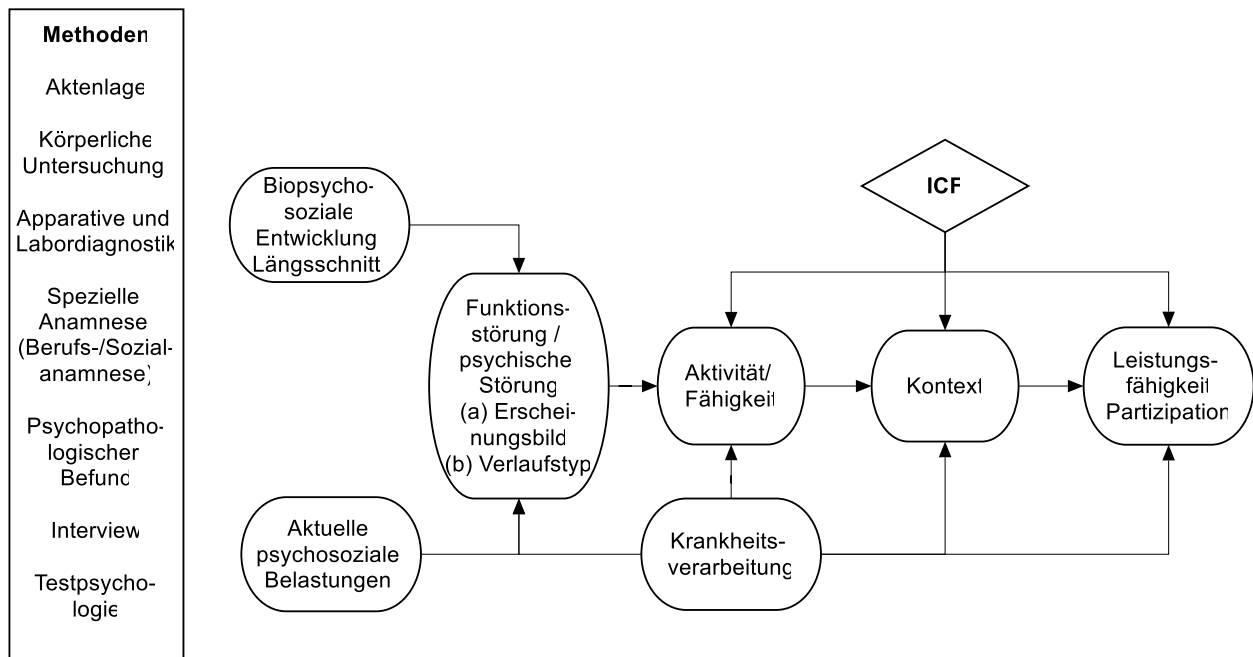 Methoden
Aktenlage
Körperliche
Untersuchung
Apparative und
Labordiagnostik
Spezielle
Anamnese
(Berufs-/Sozial-
anamnese)
Psychopatho-
logischer
Befund
Interview
Testpsycho-
logie
Biopsycho-
soziale
Entwicklung
Längsschnitt
Aktuelle
psychosoziale
Belastungen
Funktions-
störung /
psychische
Störung
(a) Erschei-
nungsbild
(b) Verlaufstyp
ICF
Aktivität/
Fähigkeit
Kontext
Leistungs-
fähigkeit
Partizipation
Krankheits-
verarbeitung